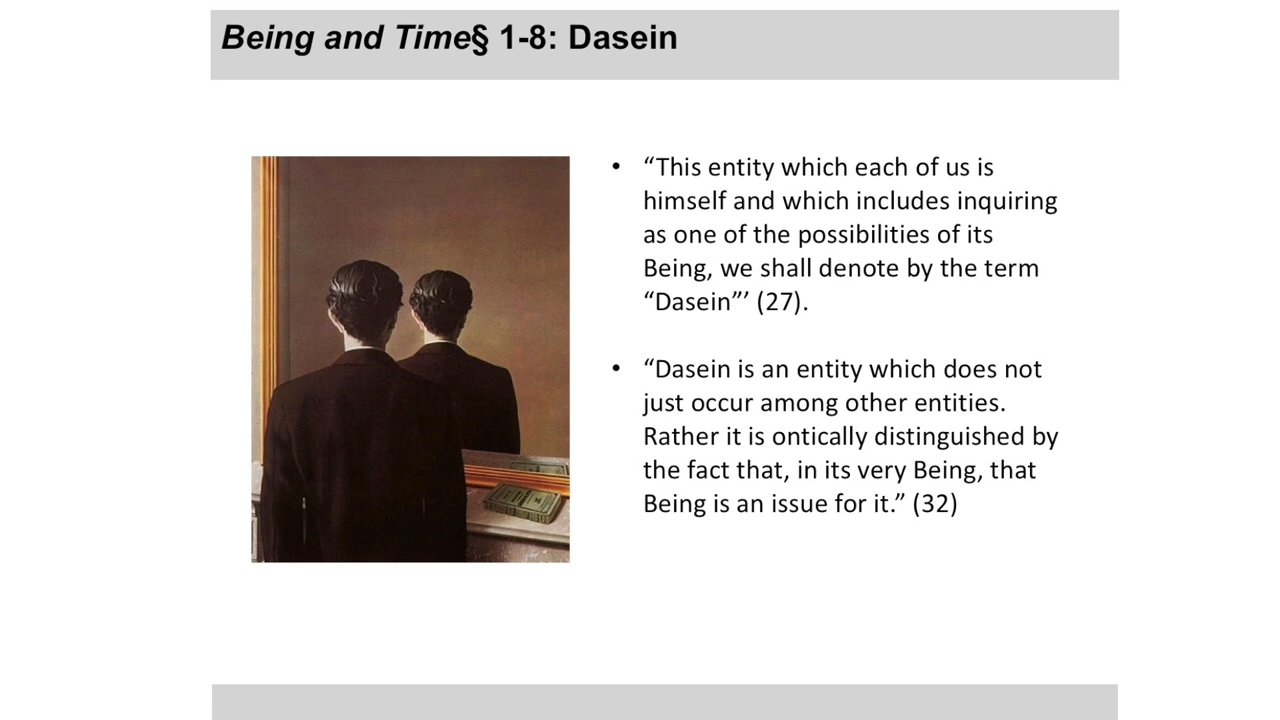 Being and Time§ 1-8: Dasein
• “This entity which each of us is
himself and which includes inquiring
as one of the possibilities of its
Being, we shall denote by the term
“Dasein”’ (27).
• “Dasein is an entity which does not
just occur among other entities.
Rather it is ontically distinguished by
the fact that, in its very Being, that
Being is an issue for it.” (32)